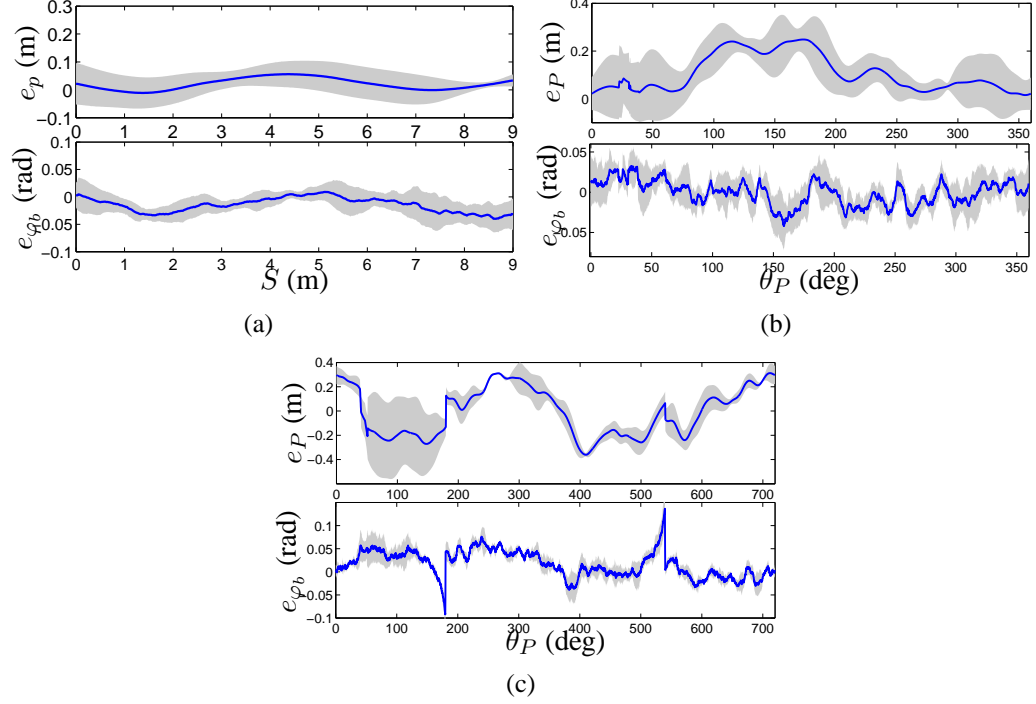 0.3
0.2
0.1
0
−0.1
e_p (m)
0 1 2 3 4 5 6 7 8 9
0.1
0.05
0
−0.05
−0.1
e_φb (rad)
0 1 2 3 4 5 6 7 8 9
S (m)
(a)
0.4
0.2
0
e_P (m)
0 50 100 150 200 250 300 350
0.05
0
0.05
e_φb (rad)
0 50 100 150 200 250 300 350
θ_P (deg)
(b)
0.4
0.2
0
−0.2
−0.4
e_P (m)
0 100 200 300 400 500 600 700
0.1
0.05
0
−0.05
−0.1
e_φb (rad)
0 100 200 300 400 500 600 700
θ_P (deg)
(c)